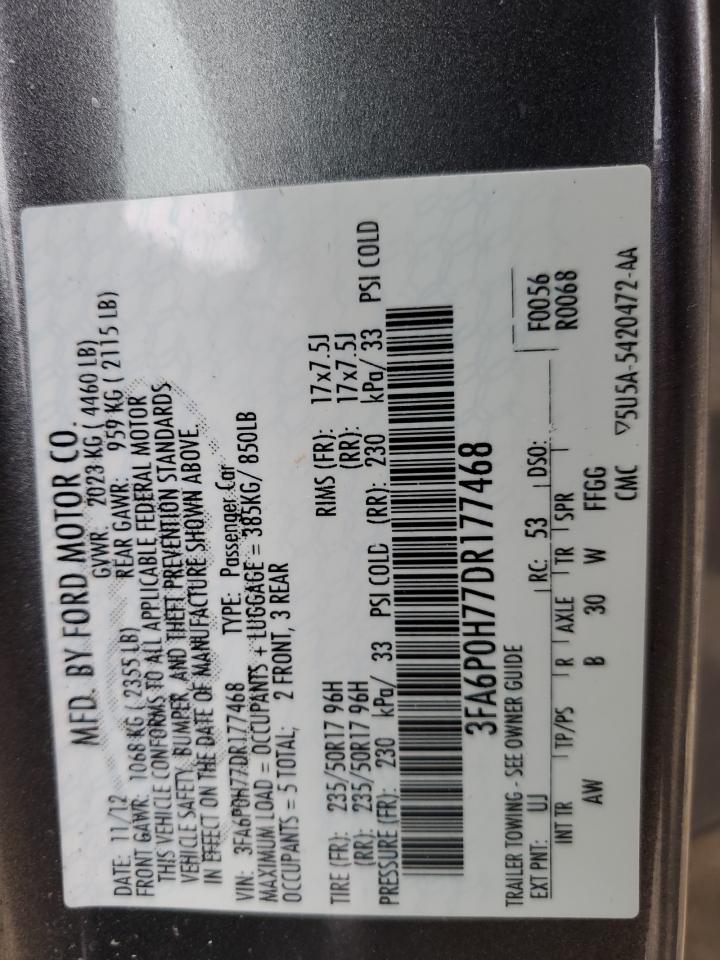 MFD. BY FORD MOTOR CO.
DATE: 11/12 GVWR: 2023 KG ( 4460 LB)
FRONT GAWR: 1068 KG ( 2355 LB) REAR GAWR: 959 KG ( 2115 LB)
THIS VEHICLE CONFORMS TO ALL APPLICABLE FEDERAL MOTOR
VEHICLE SAFETY, BUMPER, AND THEFT PREVENTION STANDARDS
IN EFFECT ON THE DATE OF MANUFACTURE SHOWN ABOVE.
VIN: 3FA6P0H77DR177468 TYPE: Passenger Car
MAXIMUM LOAD = OCCUPANTS + LUGGAGE = 385KG/ 850LB
OCCUPANTS = 5 TOTAL; 2 FRONT, 3 REAR
TIRE (FR): 235/50R17 96H RIMS (FR): 17x7.5J
(RR): 235/50R17 96H (RR): 17x7.5J
PRESSURE (FR): 230 kPa/ 33 PSI COLD (RR): 230 kPa/ 33 PSI COLD
3FA6P0H77DR177468
TRAILER TOWING - SEE OWNER GUIDE F0056
EXT PNT: UJ RC: 53 DSO: R0068
INT TR TP/PS R AXLE TR SPR
AW B 30 W FFGG
CMC ▽5U5A-5420472-AA